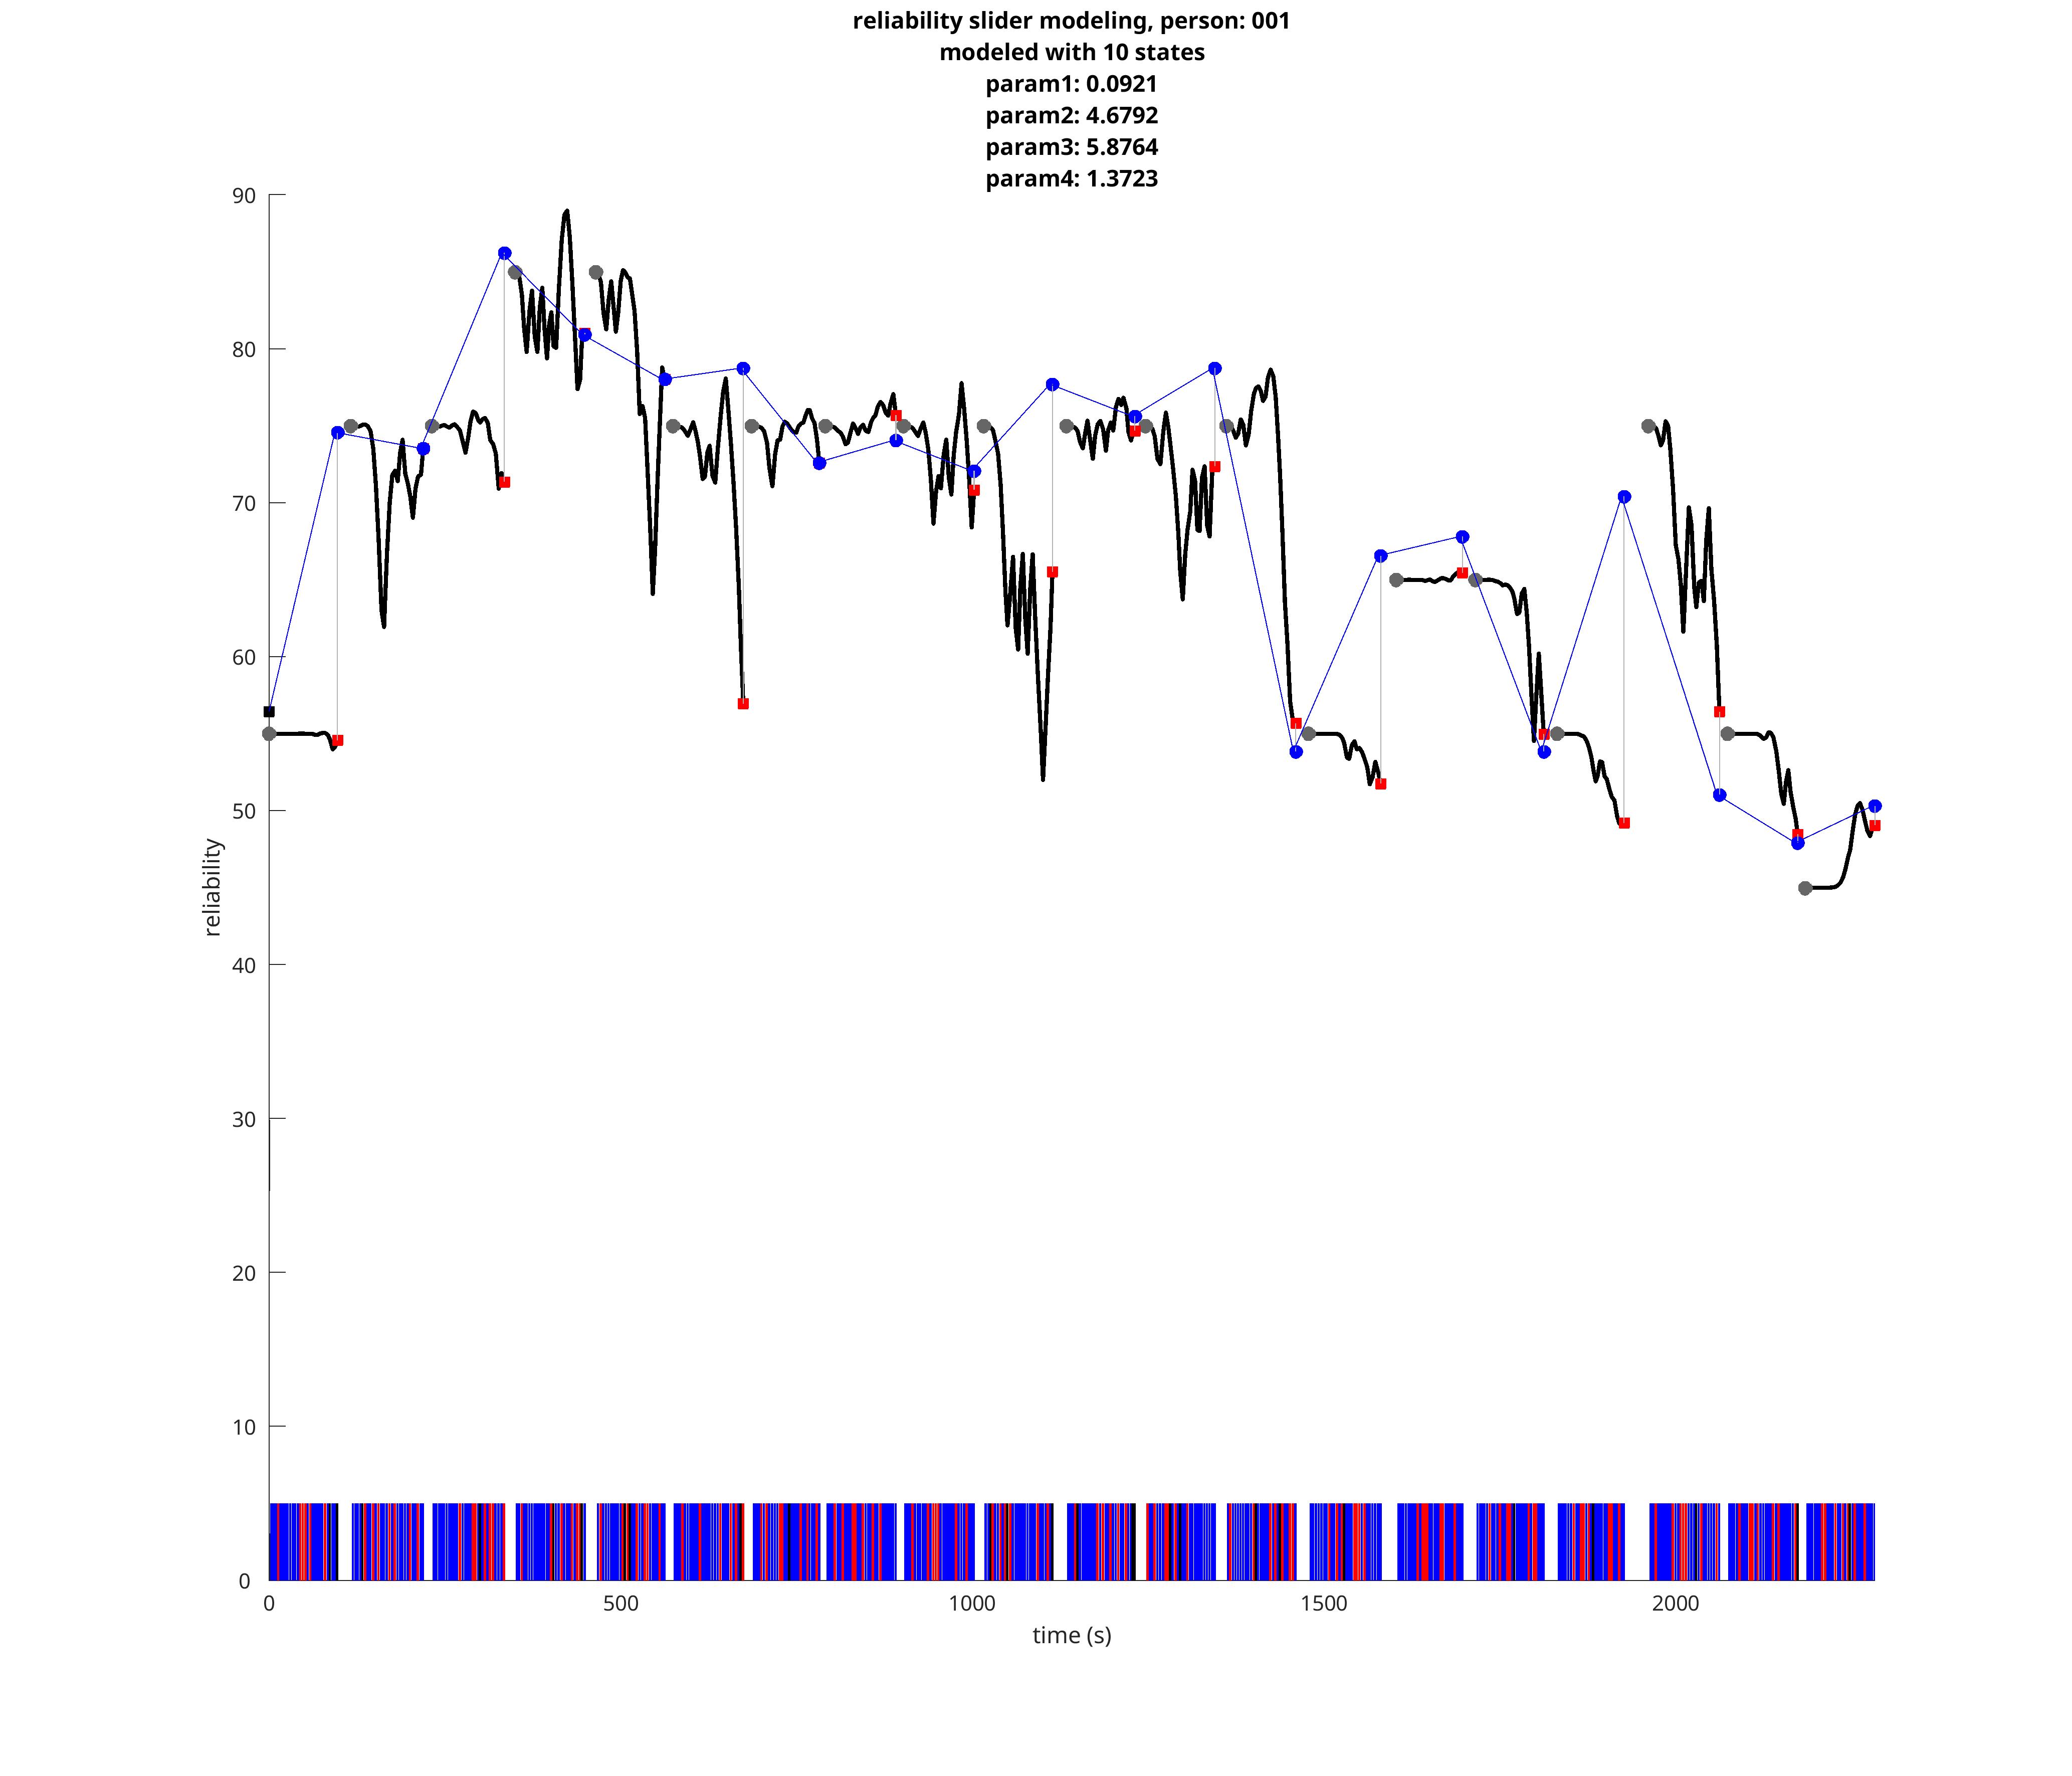 reliability slider modeling, person: 001
modeled with 10 states
param1: 0.0921
param2: 4.6792
param3: 5.8764
param4: 1.3723
90
80
70
60
50
40
30
20
10
0
reliability
0 500 1000 1500 2000
time (s)